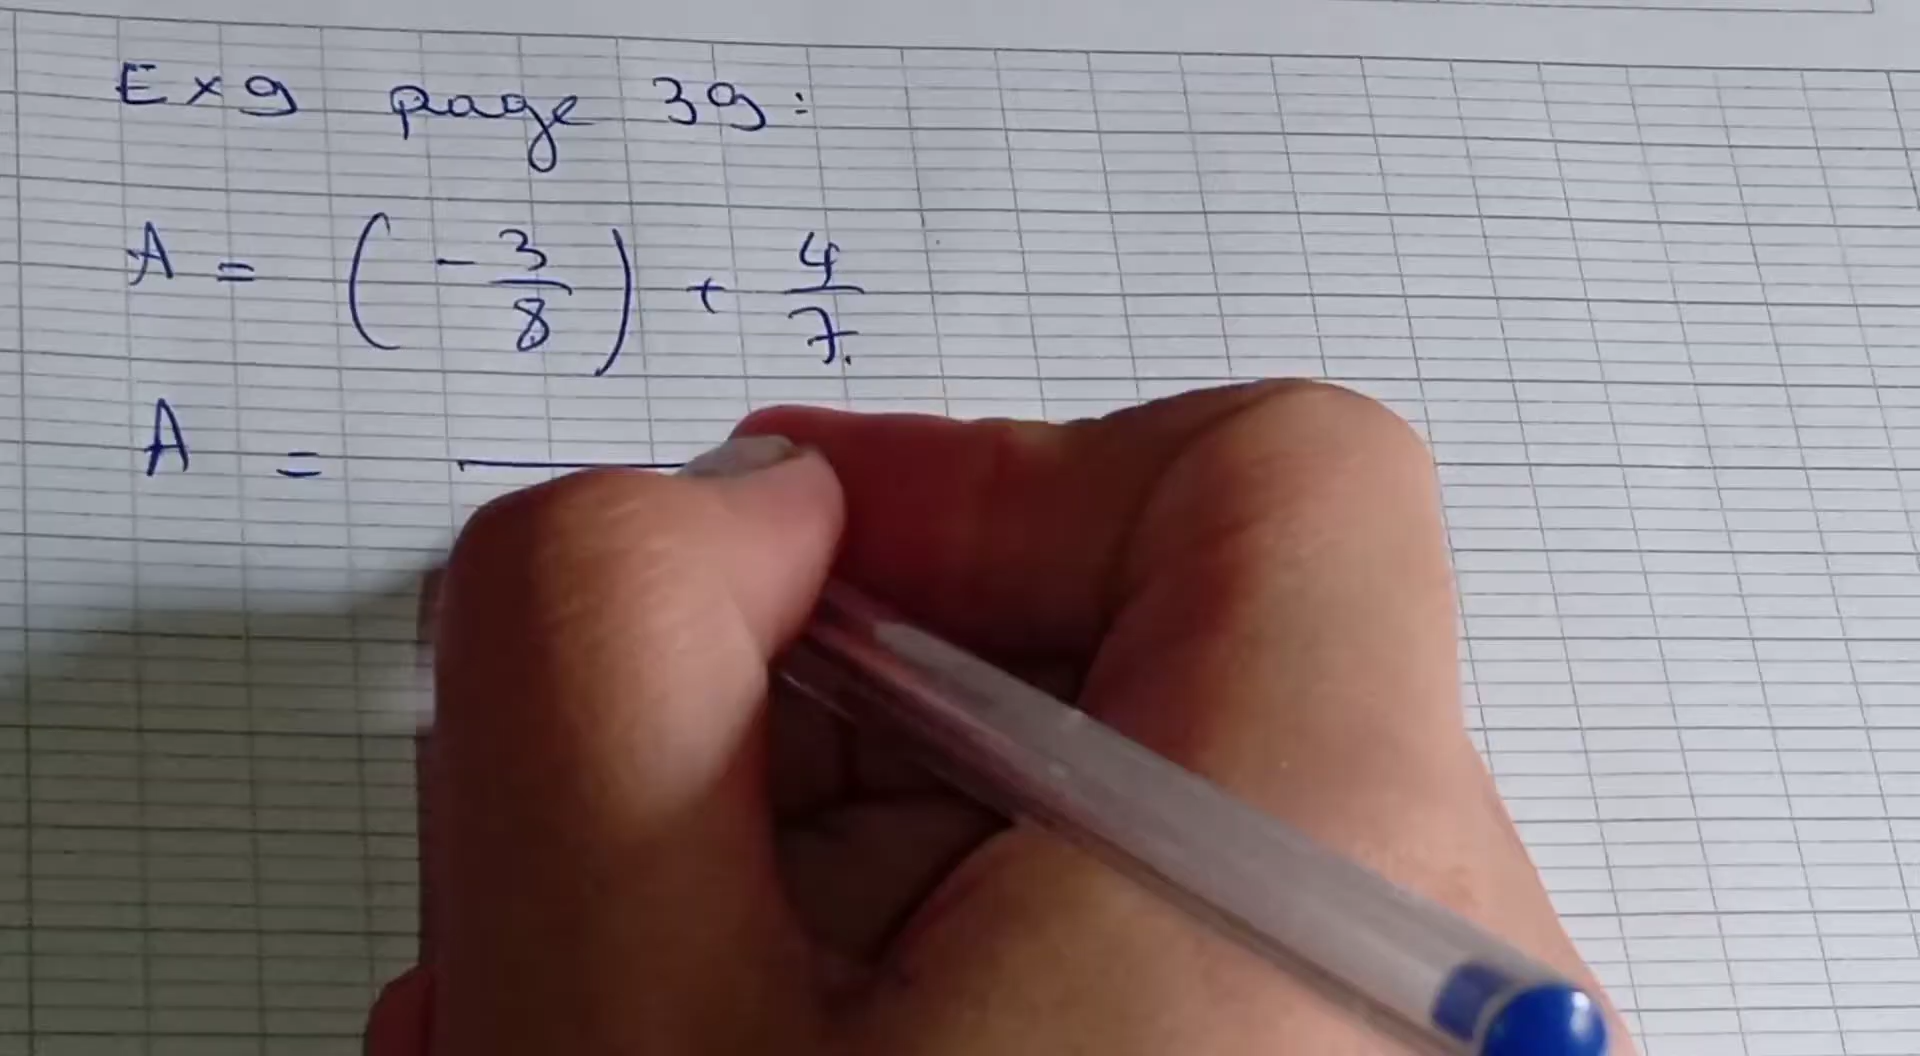 Ex 9 page 39:
A = (-3/8) + 4/7.
A =